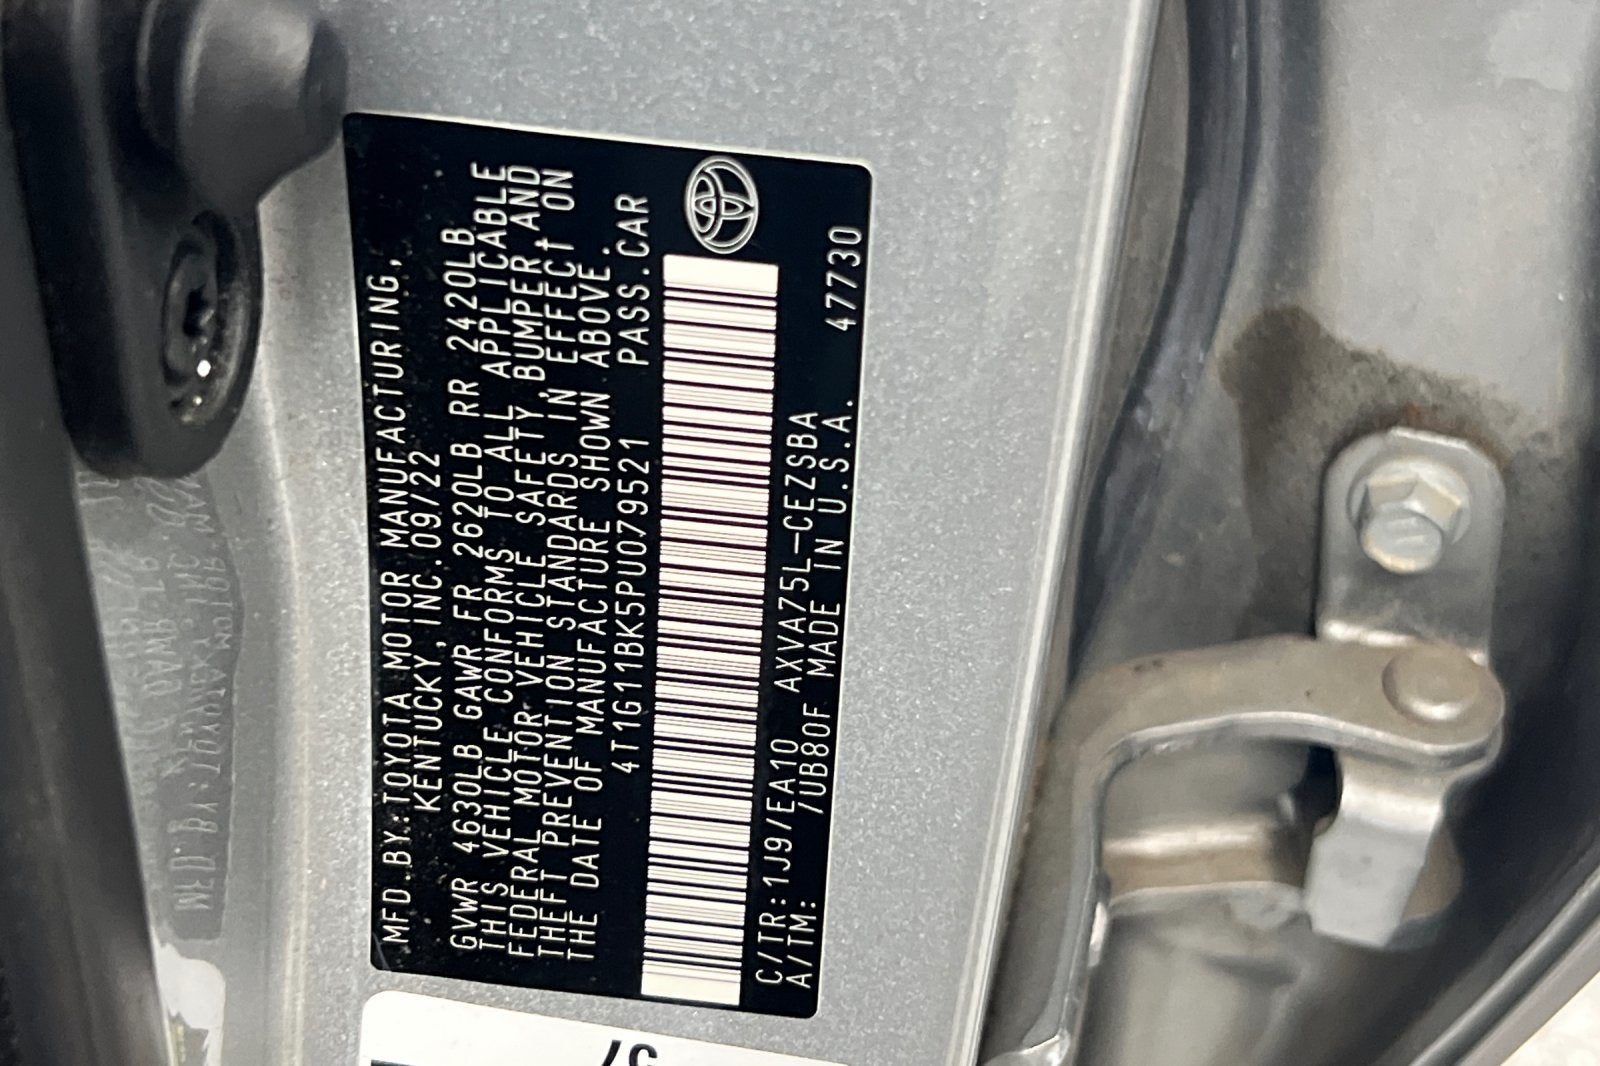 MFD.BY:TOYOTA MOTOR MANUFACTURING,
KENTUCKY, INC.09/22
GVWR 4630LB GAWR FR 2620LB RR 2420LB
THIS VEHICLE CONFORMS TO ALL APPLICABLE
FEDERAL MOTOR VEHICLE SAFETY,BUMPER,AND
THEFT PREVENTION STANDARDS IN EFFECT ON
THE DATE OF MANUFACTURE SHOWN ABOVE.
4T1G11BK5PU079521 PASS.CAR
C/TR:1J9/EA10 AXVA75L-CEZSBA
A/TM: /UB80F MADE IN U.S.A. 47730